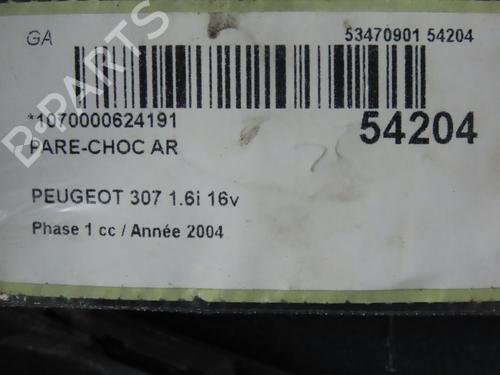 GA
53470901 54204
B-PARTS
*1070000624191
54204
PARE-CHOC AR
PEUGEOT 307 1.6i 16v
Phase 1 cc / Année 2004